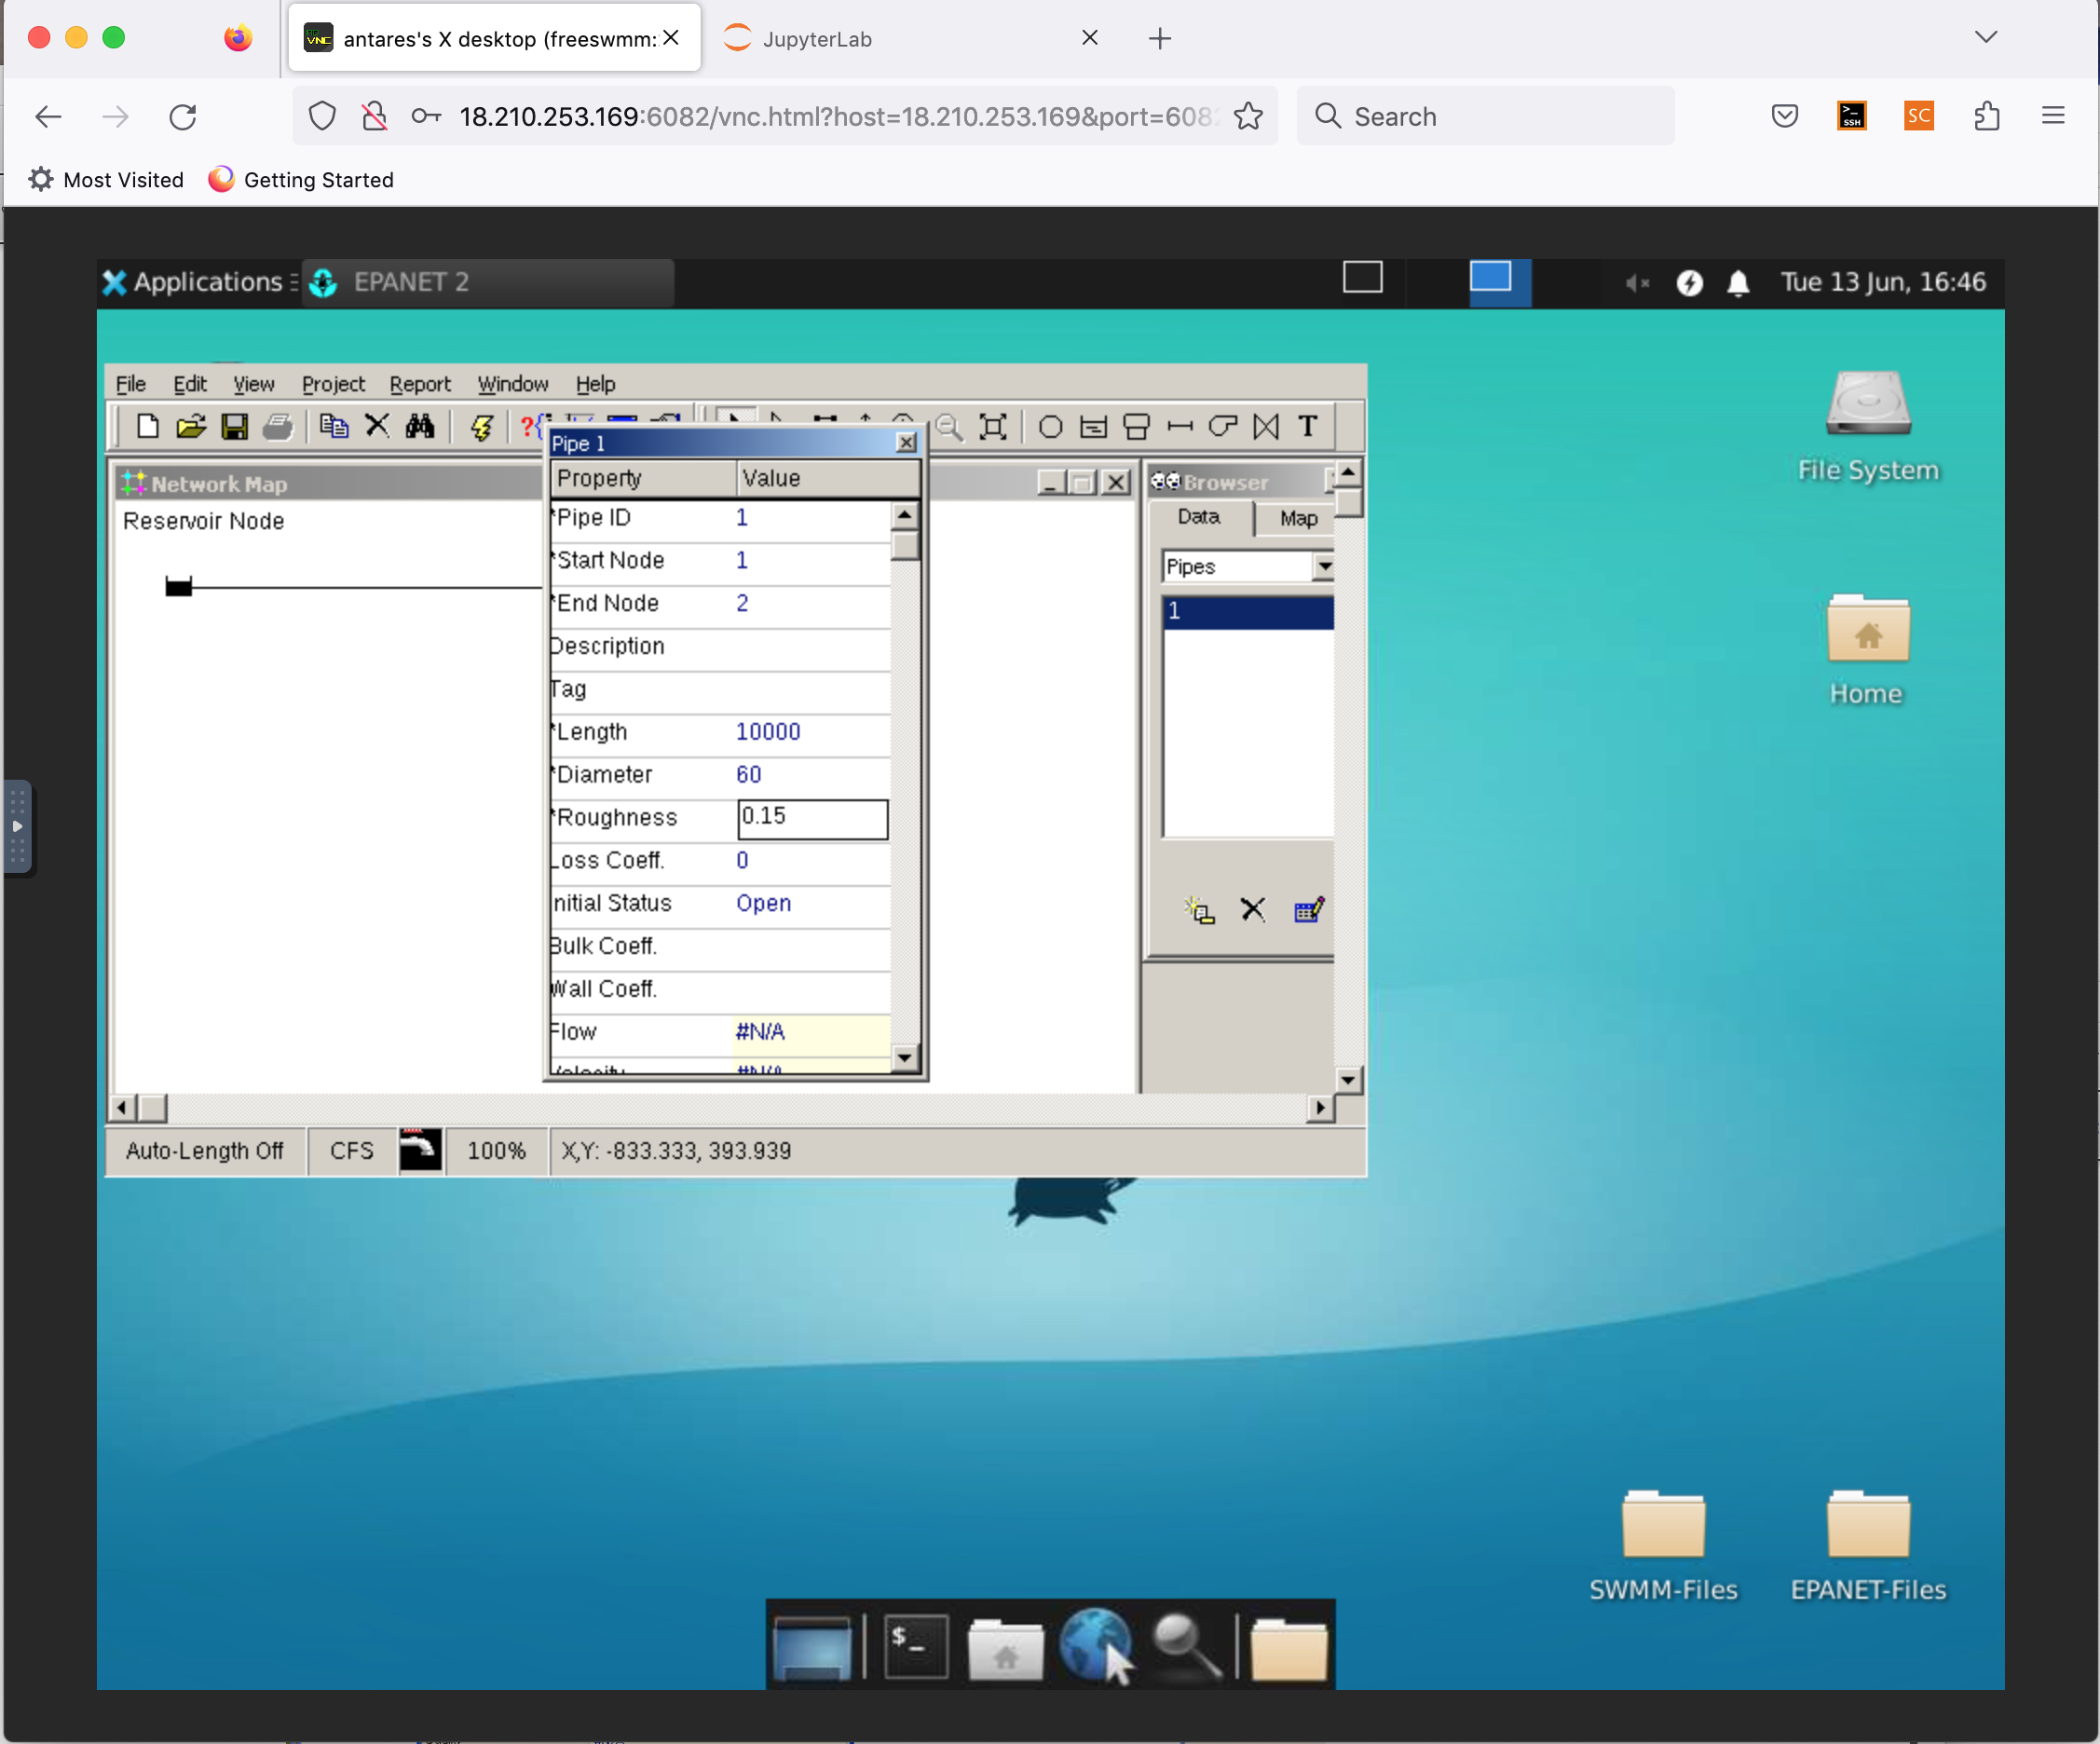 antares's X desktop (freeswmm:
JupyterLab
18.210.253.169:6082/vnc.html?host=18.210.253.169&port=608
Search
Most Visited
Getting Started
Applications
EPANET 2
Tue 13 Jun, 16:46
File Edit View Project Report Window Help
Pipe 1
Network Map
Browser
Property Value
Reservoir Node
Data Map
*Pipe ID 1
*Start Node 1
Pipes
*End Node 2
1
Description
Tag
*Length 10000
*Diameter 60
*Roughness 0.15
Loss Coeff. 0
Initial Status Open
Bulk Coeff.
Wall Coeff.
Flow #N/A
Velocity #N/A
Auto-Length Off CFS 100% X,Y: -833.333, 393.939
File System
Home
SWMM-Files
EPANET-Files